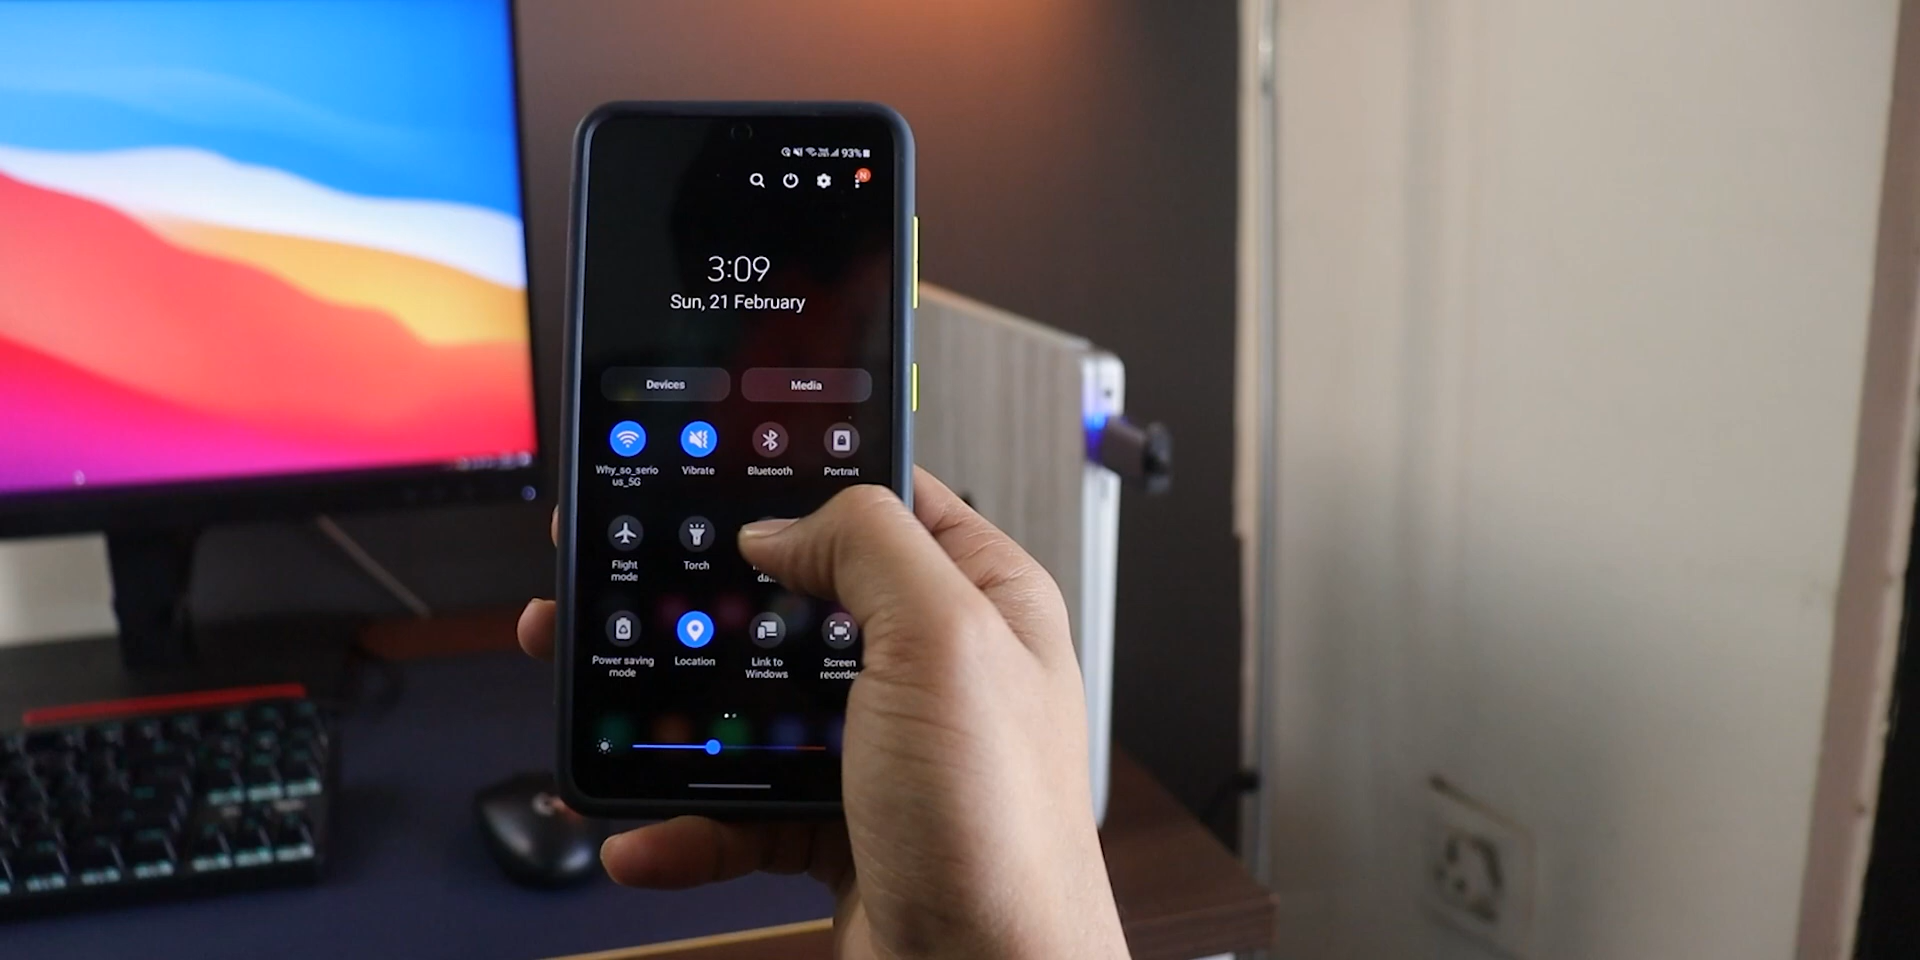 93%
N
3:09
Sun, 21 February
Devices
Media
Why_so_serio
us_5G
Vibrate
Bluetooth
Portrait
Flight
mode
Torch
Power saving
mode
Location
Link to
Windows
Screen
recorder